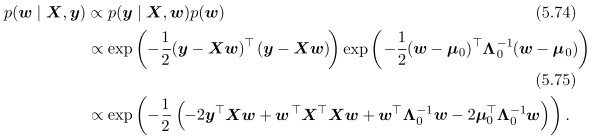 p(w | X, y) ∝ p(y | X, w)p(w) (5.74)
∝ exp(−1/2 (y − Xw)⊤ (y − Xw)) exp(−1/2 (w − μ₀)⊤Λ₀⁻¹(w − μ₀))
(5.75)
∝ exp(−1/2 (−2y⊤Xw + w⊤X⊤Xw + w⊤Λ₀⁻¹w − 2μ₀⊤Λ₀⁻¹w)).